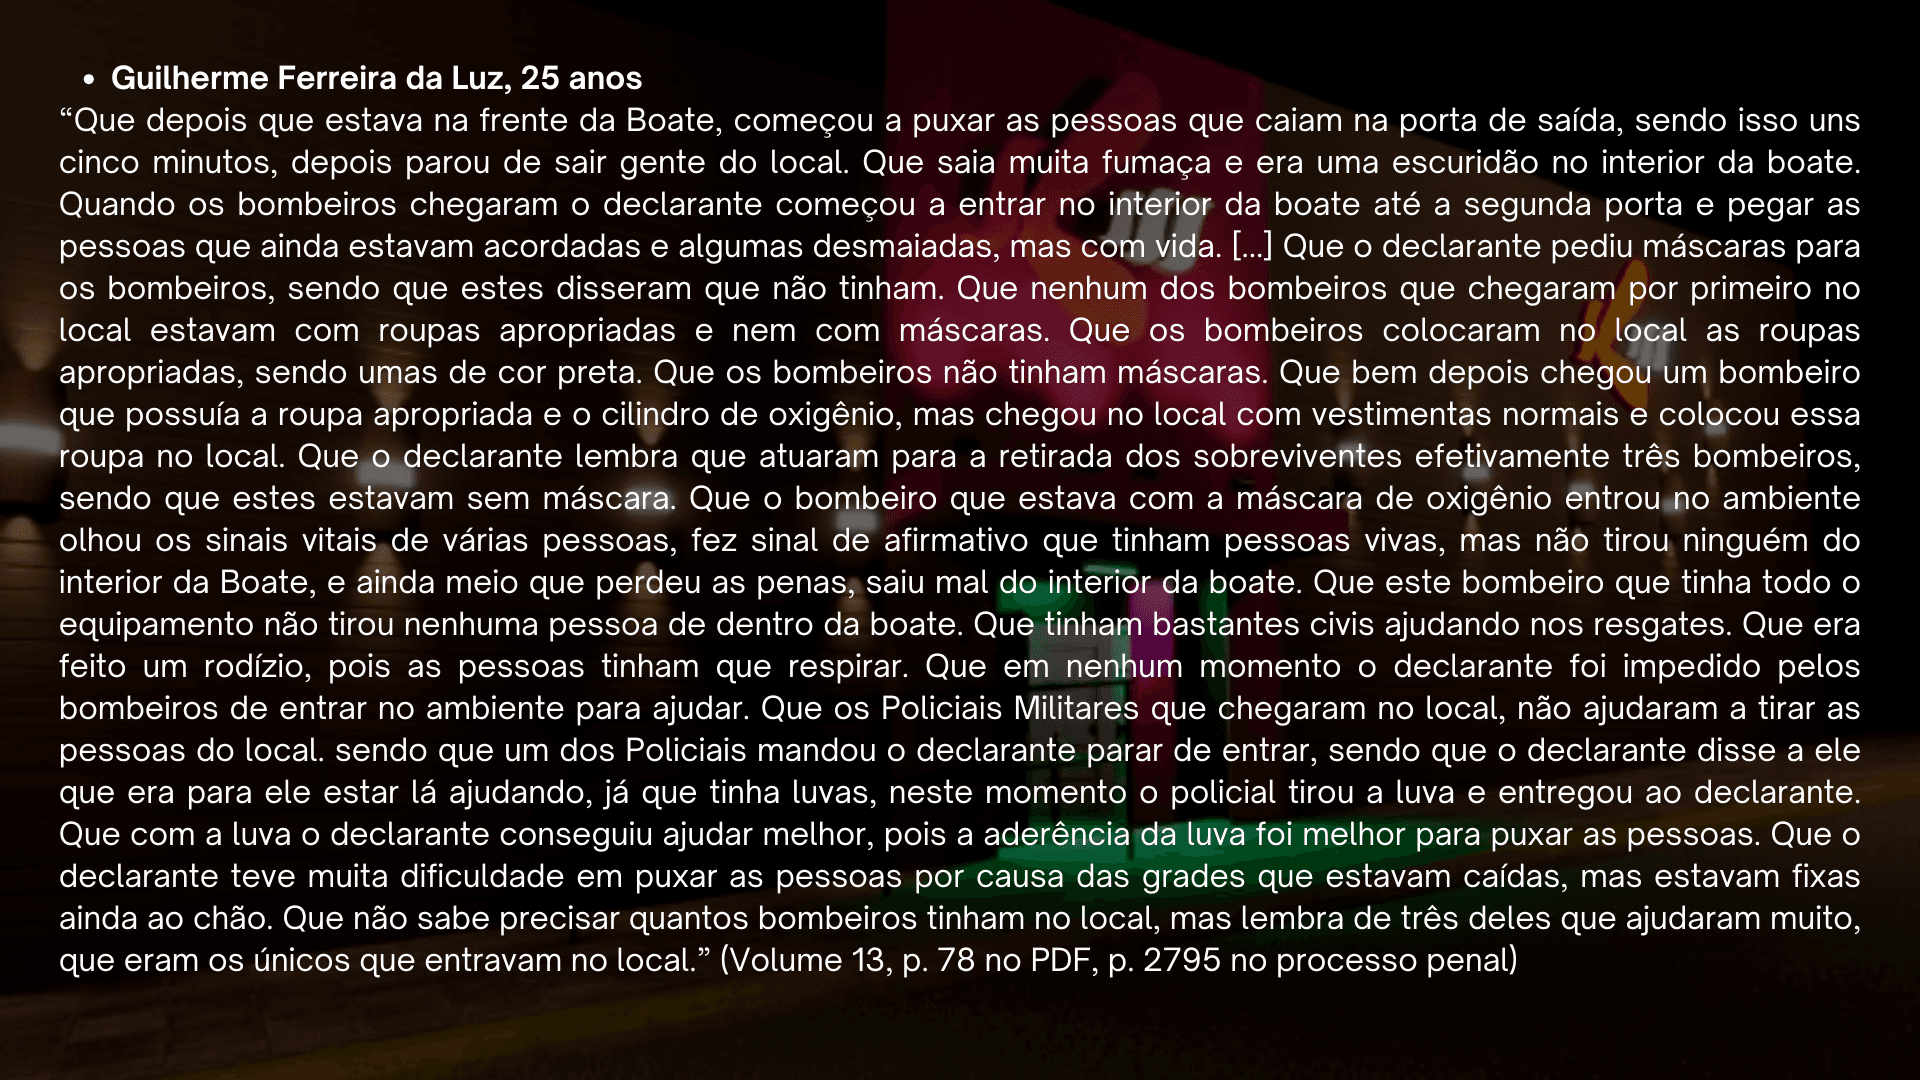 • Guilherme Ferreira da Luz, 25 anos
“Que depois que estava na frente da Boate, começou a puxar as pessoas que caiam na porta de saída, sendo isso uns
cinco minutos, depois parou de sair gente do local. Que saia muita fumaça e era uma escuridão no interior da boate.
Quando os bombeiros chegaram o declarante começou a entrar no interior da boate até a segunda porta e pegar as
pessoas que ainda estavam acordadas e algumas desmaiadas, mas com vida. [...] Que o declarante pediu máscaras para
os bombeiros, sendo que estes disseram que não tinham. Que nenhum dos bombeiros que chegaram por primeiro no
local estavam com roupas apropriadas e nem com máscaras. Que os bombeiros colocaram no local as roupas
apropriadas, sendo umas de cor preta. Que os bombeiros não tinham máscaras. Que bem depois chegou um bombeiro
que possuía a roupa apropriada e o cilindro de oxigênio, mas chegou no local com vestimentas normais e colocou essa
roupa no local. Que o declarante lembra que atuaram para a retirada dos sobreviventes efetivamente três bombeiros,
sendo que estes estavam sem máscara. Que o bombeiro que estava com a máscara de oxigênio entrou no ambiente
olhou os sinais vitais de várias pessoas, fez sinal de afirmativo que tinham pessoas vivas, mas não tirou ninguém do
interior da Boate, e ainda meio que perdeu as penas, saiu mal do interior da boate. Que este bombeiro que tinha todo o
equipamento não tirou nenhuma pessoa de dentro da boate. Que tinham bastantes civis ajudando nos resgates. Que era
feito um rodízio, pois as pessoas tinham que respirar. Que em nenhum momento o declarante foi impedido pelos
bombeiros de entrar no ambiente para ajudar. Que os Policiais Militares que chegaram no local, não ajudaram a tirar as
pessoas do local. sendo que um dos Policiais mandou o declarante parar de entrar, sendo que o declarante disse a ele
que era para ele estar lá ajudando, já que tinha luvas, neste momento o policial tirou a luva e entregou ao declarante.
Que com a luva o declarante conseguiu ajudar melhor, pois a aderência da luva foi melhor para puxar as pessoas. Que o
declarante teve muita dificuldade em puxar as pessoas por causa das grades que estavam caídas, mas estavam fixas
ainda ao chão. Que não sabe precisar quantos bombeiros tinham no local, mas lembra de três deles que ajudaram muito,
que eram os únicos que entravam no local.” (Volume 13, p. 78 no PDF, p. 2795 no processo penal)